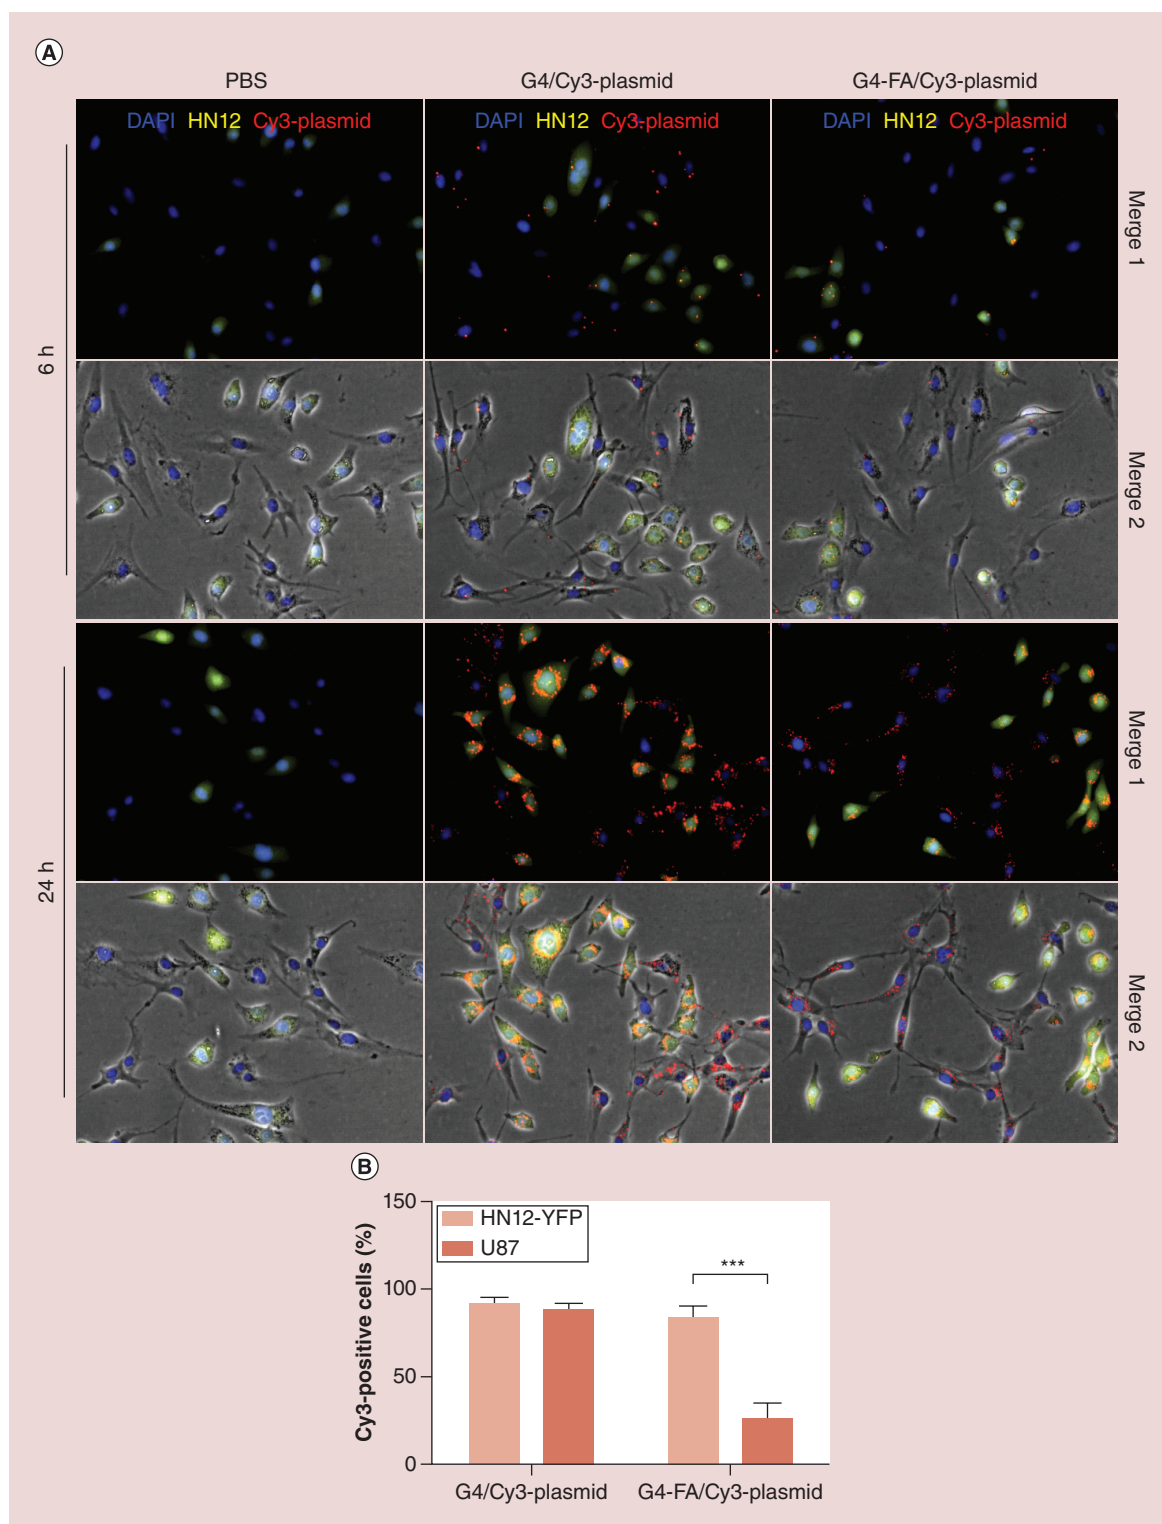 A
PBS
G4/Cy3-plasmid
G4-FA/Cy3-plasmid
DAPI HN12 Cy3-plasmid
DAPI HN12 Cy3-plasmid
DAPI HN12 Cy3-plasmid
6 h
Merge 1
Merge 2
24 h
Merge 1
Merge 2
B
Cy3-positive cells (%)
150
100
50
0
HN12-YFP
U87
***
G4/Cy3-plasmid
G4-FA/Cy3-plasmid